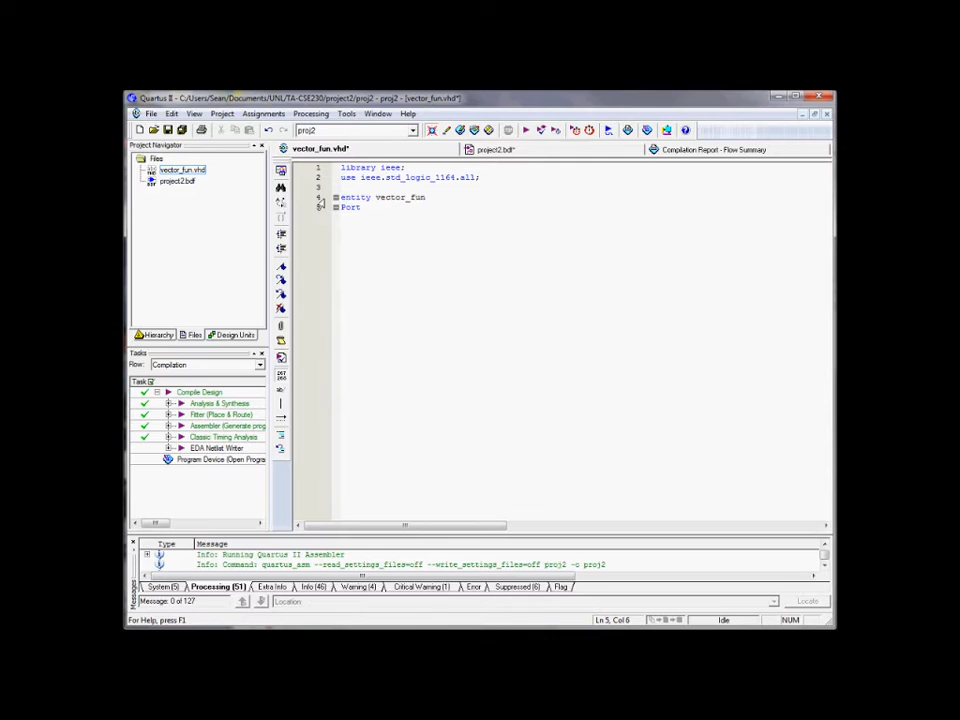 Quartus II - C:/Users/Sean/Documents/UNL/TA-CSE230/project2/proj2 - proj2 - [vector_fun.vhd*]
File Edit View Project Assignments Processing Tools Window Help
proj2
Project Navigator
vector_fun.vhd*
project2.bdf*
Compilation Report - Flow Summary
Files
vector_fun.vhd
project2.bdf
1 library ieee;
2 use ieee.std_logic_1164.all;
3
4 entity vector_fun
5 Port
Hierarchy Files Design Units
Tasks
Flow: Compilation
Task
Compile Design
Analysis & Synthesis
Fitter (Place & Route)
Assembler (Generate prog
Classic Timing Analysis
EDA Netlist Writer
Program Device (Open Progra
267
268
ab/
Type Message
Info: Running Quartus II Assembler
Info: Command: quartus_asm --read_settings_files=off --write_settings_files=off proj2 -c proj2
System (5) Processing (51) Extra Info Info (46) Warning (4) Critical Warning (1) Error Suppressed (6) Flag
Messages
Message: 0 of 127
Location
Locate
For Help, press F1
Ln 5, Col 6
Idle
NUM